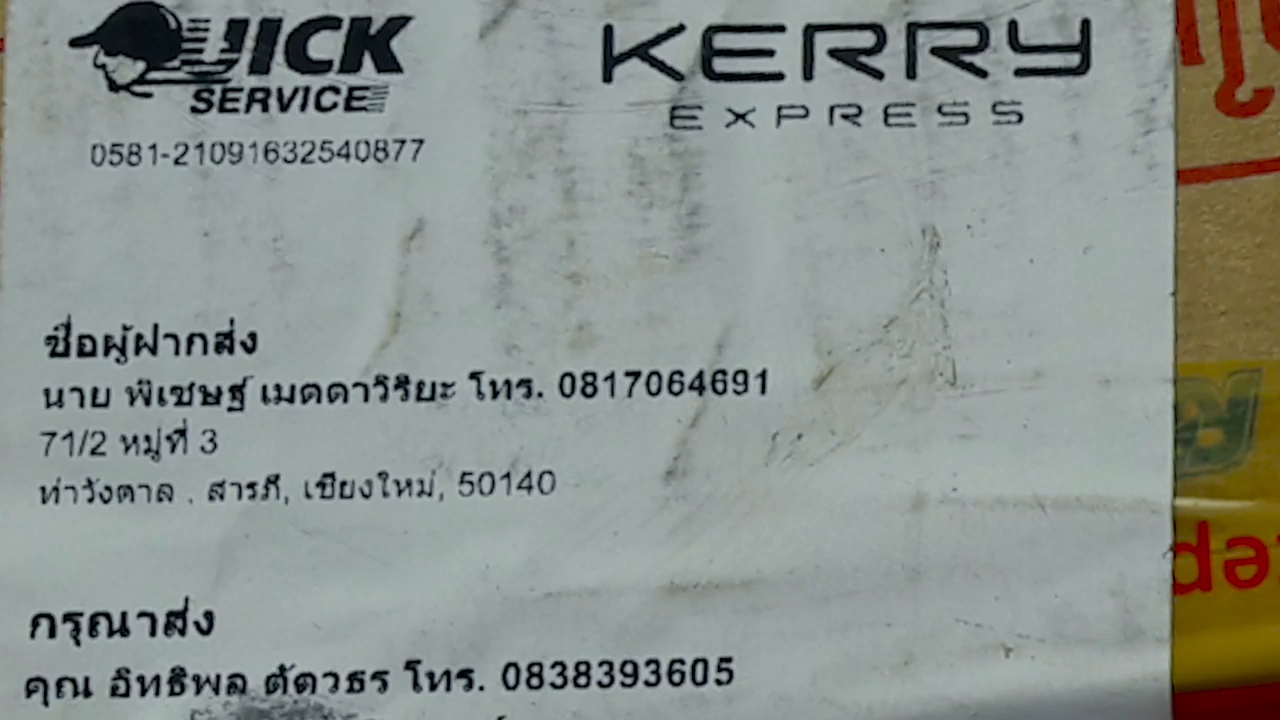 QUICK SERVICE
KERRY EXPRESS
0581-21091632540877
ชื่อผู้ฝากส่ง
นาย พิเชษฐ์ เมตตาวิริยะ โทร. 0817064691
71/2 หมู่ที่ 3
ท่าวังตาล . สารภี, เชียงใหม่, 50140
กรุณาส่ง
คุณ อิทธิพล ตัดวธร โทร. 0838393605